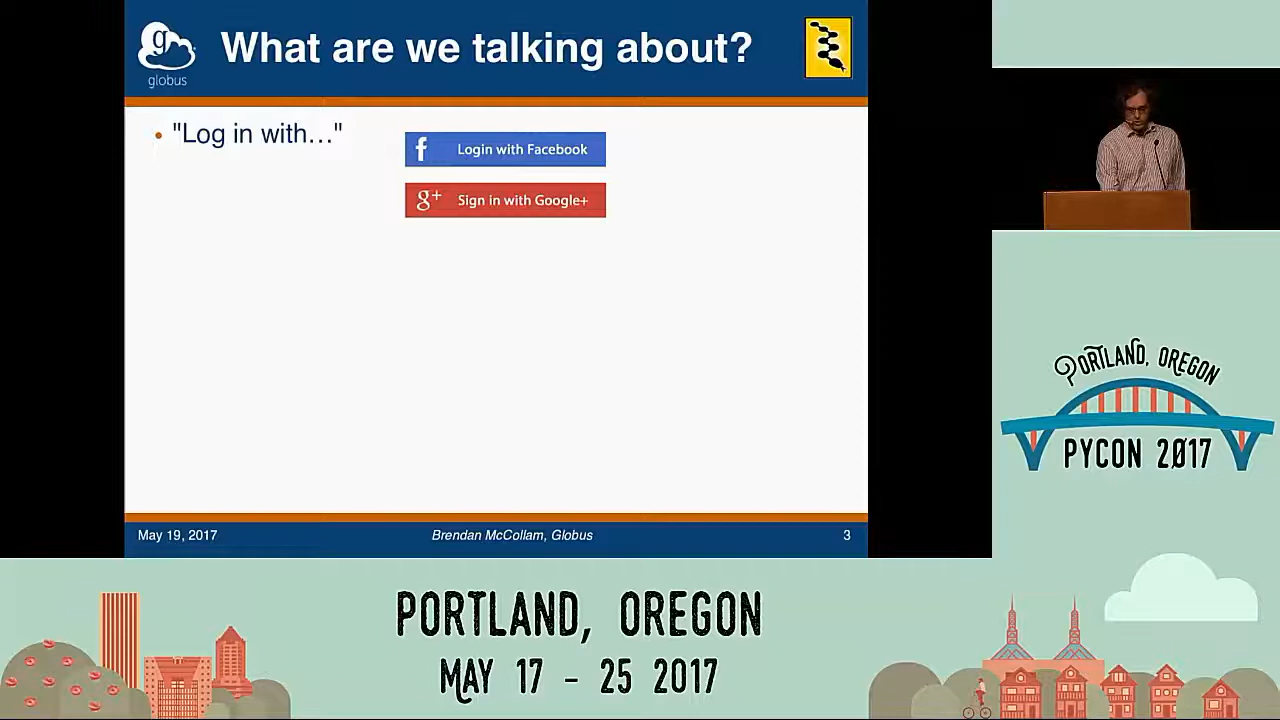 g
globus
What are we talking about?
• "Log in with…"
f Login with Facebook
g+ Sign in with Google+
May 19, 2017
Brendan McCollam, Globus
3
PORTLAND, OREGON
PYCON 2017
PORTLAND, OREGON
MAY 17 - 25 2017